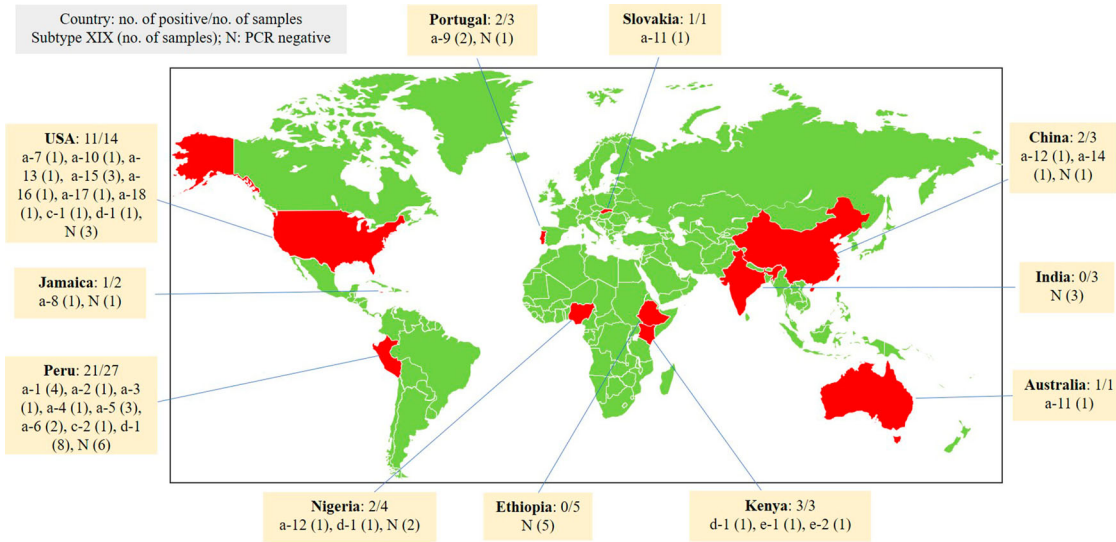 Country: no. of positive/no. of samples
Subtype XIX (no. of samples); N: PCR negative
Portugal: 2/3
a-9 (2), N (1)
Slovakia: 1/1
a-11 (1)
USA: 11/14
a-7 (1), a-10 (1), a-
13 (1), a-15 (3), a-
16 (1), a-17 (1), a-18
(1), c-1 (1), d-1 (1),
N (3)
China: 2/3
a-12 (1), a-14
(1), N (1)
Jamaica: 1/2
a-8 (1), N (1)
India: 0/3
N (3)
Peru: 21/27
a-1 (4), a-2 (1), a-3
(1), a-4 (1), a-5 (3),
a-6 (2), c-2 (1), d-1
(8), N (6)
Australia: 1/1
a-11 (1)
Nigeria: 2/4
a-12 (1), d-1 (1), N (2)
Ethiopia: 0/5
N (5)
Kenya: 3/3
d-1 (1), e-1 (1), e-2 (1)